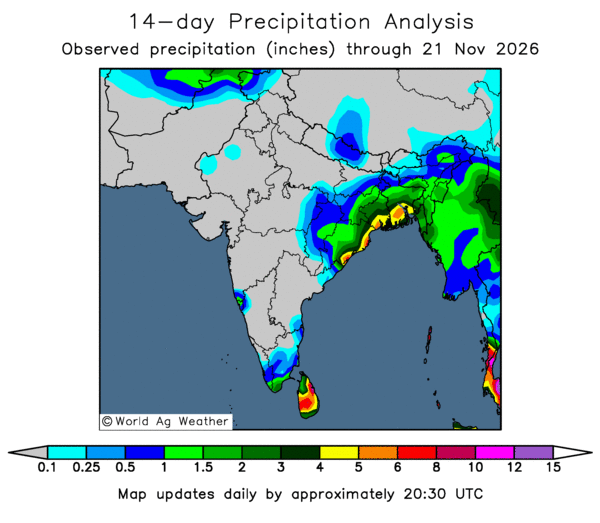 14-day Precipitation Analysis
Observed precipitation (inches) through 21 Nov 2026
©World Ag Weather
0.1 0.25 0.5 1 1.5 2 3 4 5 6 8 10 12 15
Map updates daily by approximately 20:30 UTC